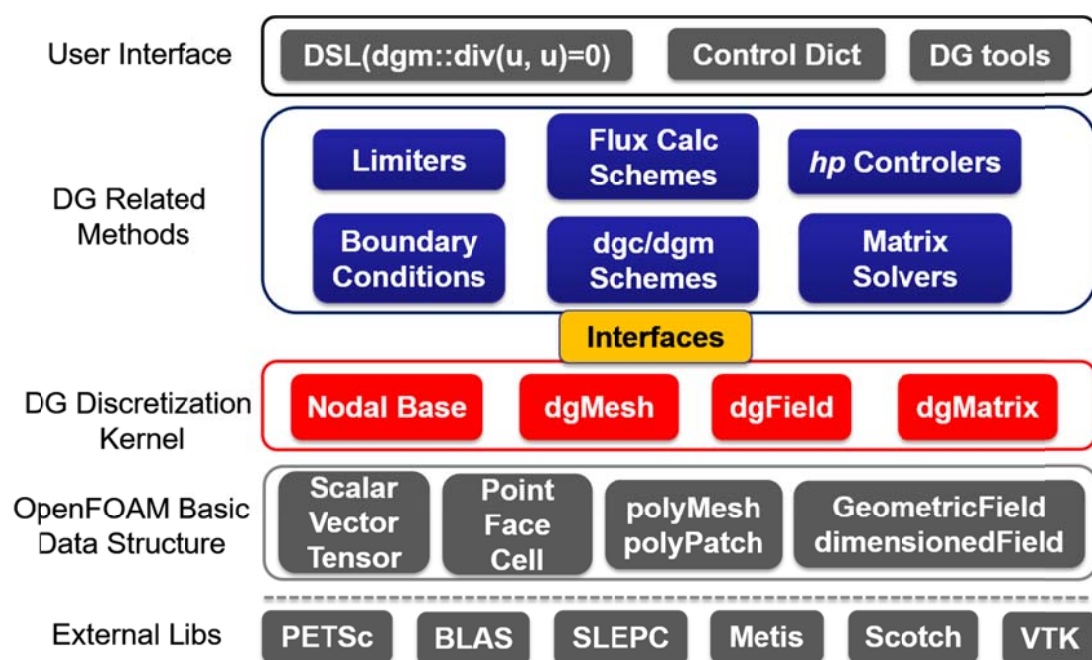 User Interface
DSL(dgm::div(u, u)=0)
Control Dict
DG tools
DG Related
Methods
Limiters
Flux Calc
Schemes
hp Controlers
Boundary
Conditions
dgc/dgm
Schemes
Matrix
Solvers
Interfaces
DG Discretization
Kernel
Nodal Base
dgMesh
dgField
dgMatrix
OpenFOAM Basic
Data Structure
Scalar
Vector
Tensor
Point
Face
Cell
polyMesh
polyPatch
GeometricField
dimensionedField
External Libs
PETSc
BLAS
SLEPC
Metis
Scotch
VTK